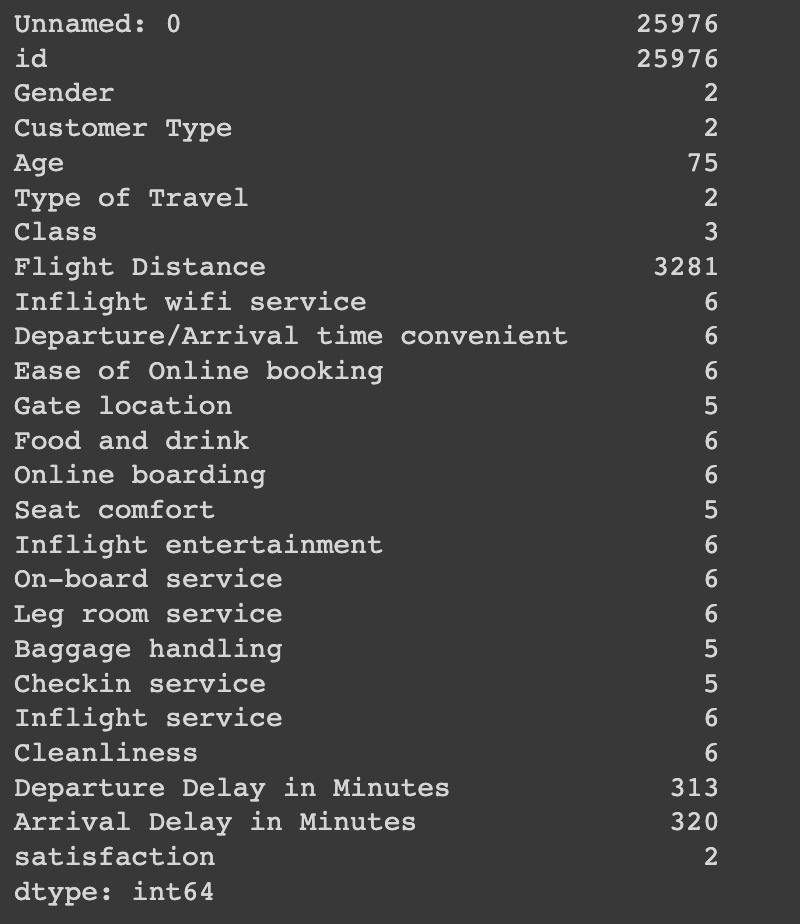 Unnamed: 0 25976
id 25976
Gender 2
Customer Type 2
Age 75
Type of Travel 2
Class 3
Flight Distance 3281
Inflight wifi service 6
Departure/Arrival time convenient 6
Ease of Online booking 6
Gate location 5
Food and drink 6
Online boarding 6
Seat comfort 5
Inflight entertainment 6
On-board service 6
Leg room service 6
Baggage handling 5
Checkin service 5
Inflight service 6
Cleanliness 6
Departure Delay in Minutes 313
Arrival Delay in Minutes 320
satisfaction 2
dtype: int64